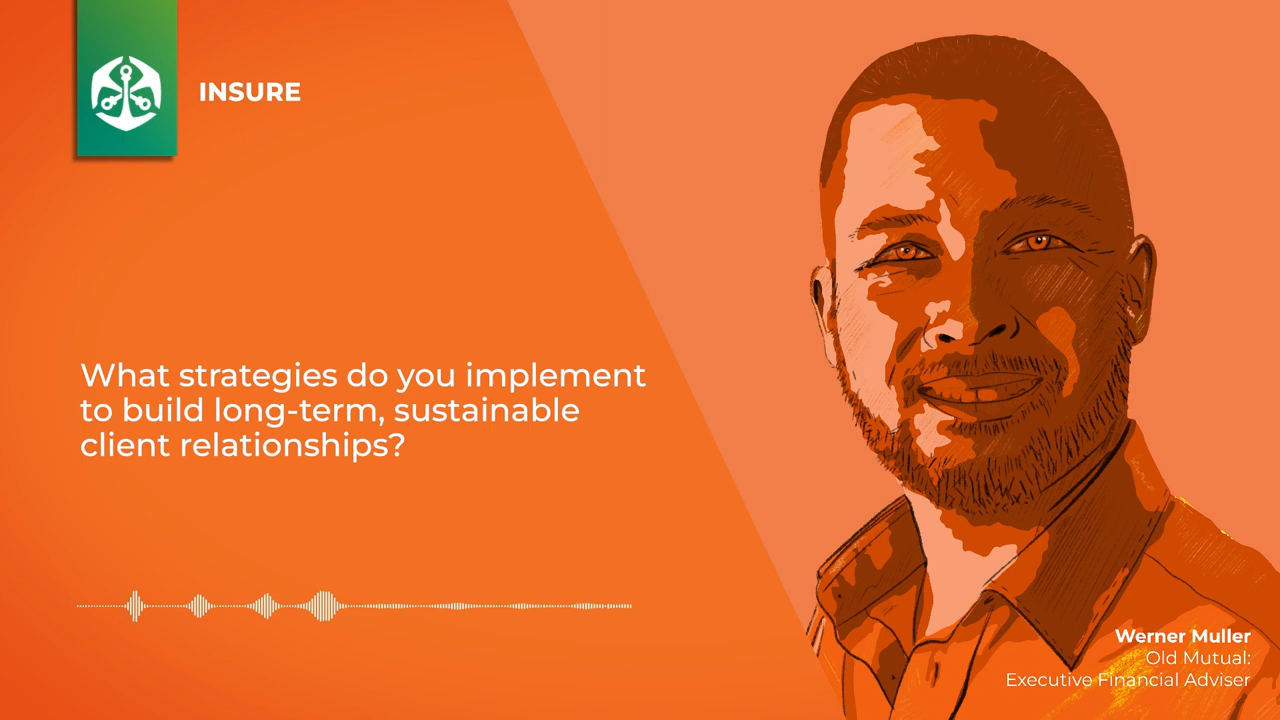 INSURE
What strategies do you implement
to build long-term, sustainable
client relationships?
Werner Muller
Old Mutual:
Executive Financial Adviser